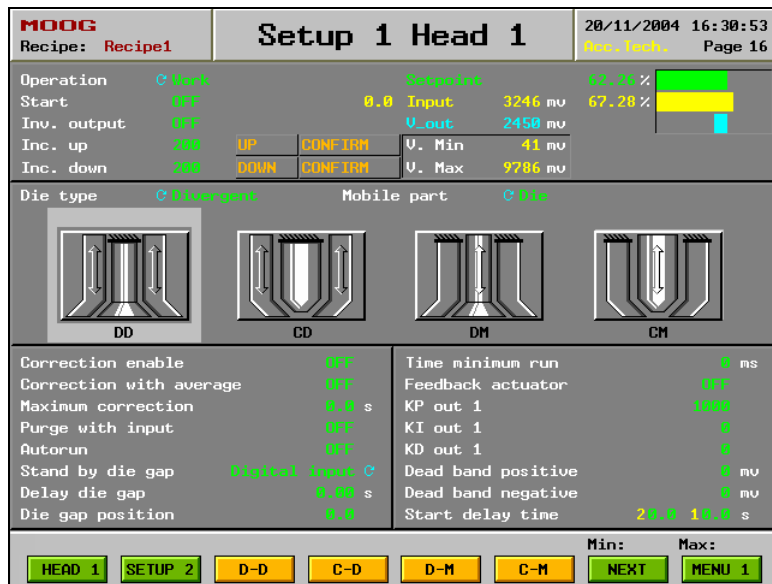 MOOG
Recipe: Recipe1
Setup 1 Head 1
20/11/2004 16:30:53
Acc.Tech. Page 16
Operation Work Setpoint 62.26 %
Start OFF 0.0 Input 3246 mv 67.28 %
Inv. output OFF V_out 2450 mv
Inc. up 200 UP CONFIRM V. Min 41 mv
Inc. down 200 DOWN CONFIRM V. Max 9786 mv
Die type Divergent Mobile part Die
DD CD DM CM
Correction enable OFF
Correction with average OFF
Maximum correction 0.0 s
Purge with input OFF
Autorun OFF
Stand by die gap Digital input
Delay die gap 0.00 s
Die gap position 0.0
Time minimum run 0 ms
Feedback actuator OFF
KP out 1 1000
KI out 1 0
KD out 1 0
Dead band positive 0 mv
Dead band negative 0 mv
Start delay time 20.0 10.0 s
Min: Max:
HEAD 1 SETUP 2 D-D C-D D-M C-M NEXT MENU 1